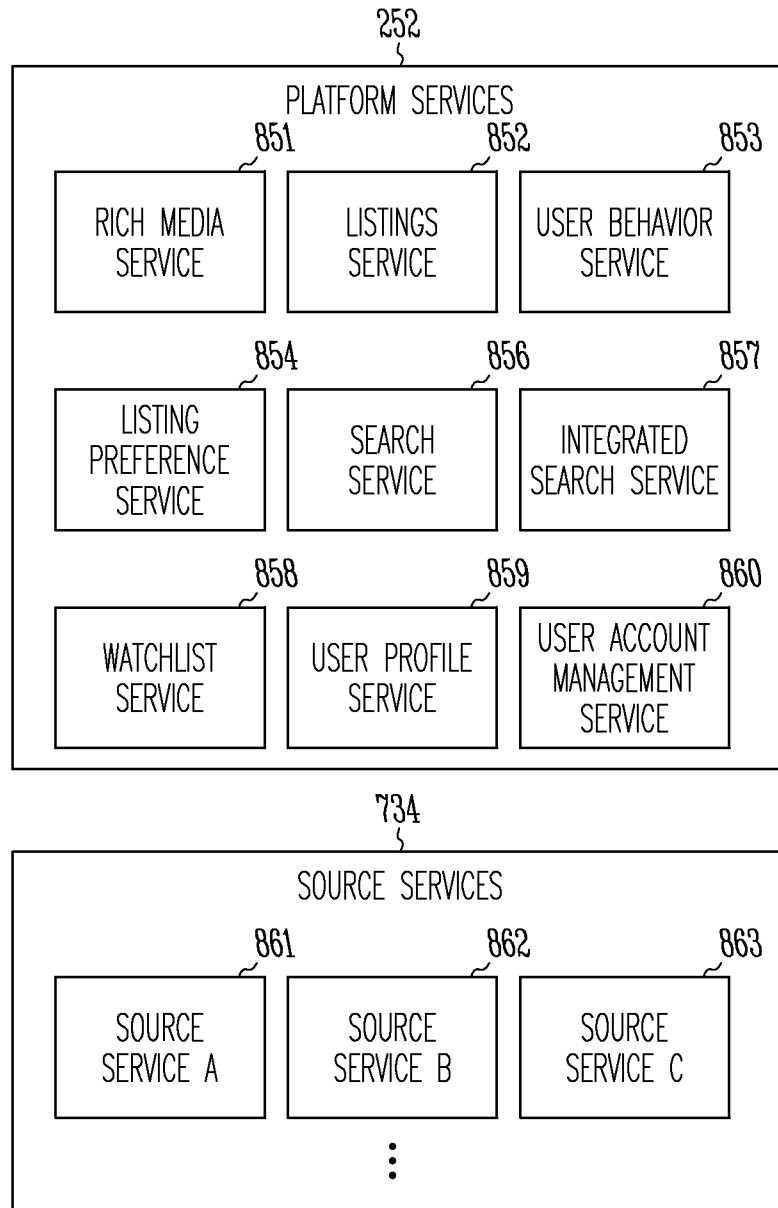 252
PLATFORM SERVICES
851
852
853
RICH MEDIA
SERVICE
LISTINGS
SERVICE
USER BEHAVIOR
SERVICE
854
856
857
LISTING
PREFERENCE
SERVICE
SEARCH
SERVICE
INTEGRATED
SEARCH SERVICE
858
859
860
WATCHLIST
SERVICE
USER PROFILE
SERVICE
USER ACCOUNT
MANAGEMENT
SERVICE
734
SOURCE SERVICES
861
862
863
SOURCE
SERVICE A
SOURCE
SERVICE B
SOURCE
SERVICE C